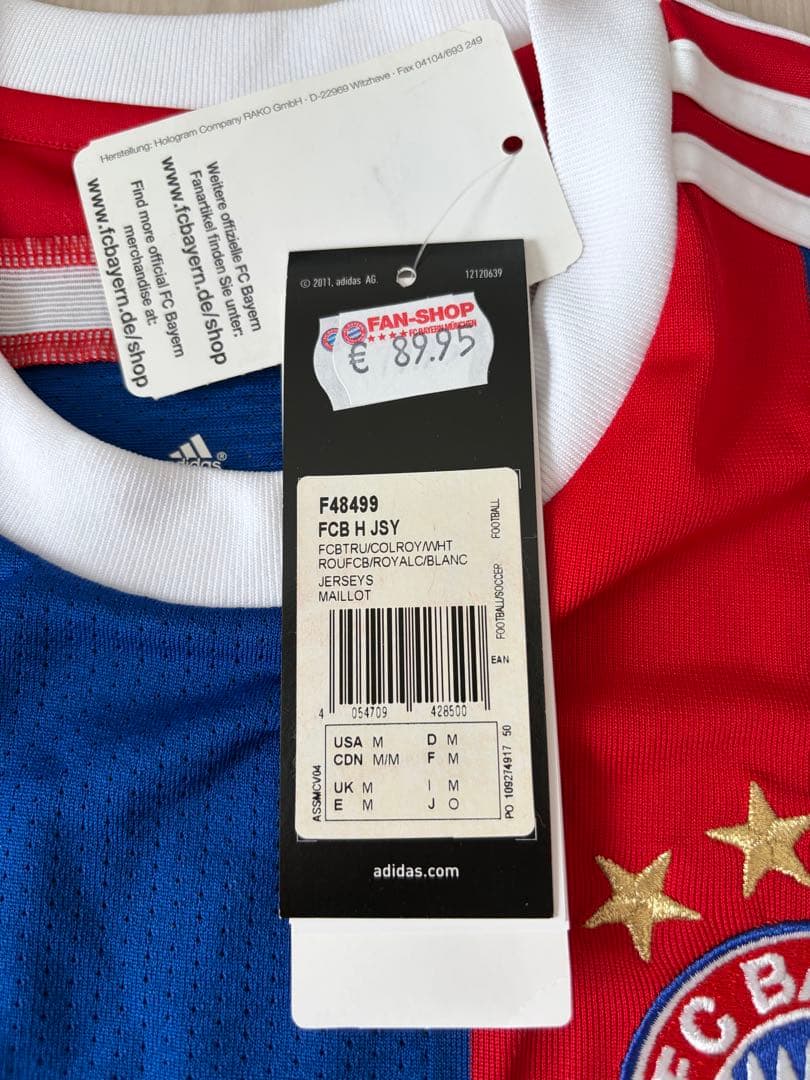 Herstellung: Hologram Company RAKO GmbH · D-22969 Witzhave · Fax 04104/693 249
Weitere offizielle FC Bayern
Fanartikel finden Sie unter:
www.fcbayern.de/shop
Find more official FC Bayern
merchandise at:
www.fcbayern.de/shop
© 2011, adidas AG.
12120639
FAN-SHOP
FC BAYERN MÜNCHEN
€ 89.95
adidas®
F48499
FCB H JSY
FCBTRU/COLROY/WHT
ROUFCB/ROYALC/BLANC
JERSEYS
MAILLOT
FOOTBALL/SOCCER FOOTBALL
EAN
4 054709 428500
USA M D M
CDN M/M F M
UK M I M
E M J O
ASSMCV04
PO 109274917 50
adidas.com
FC BA